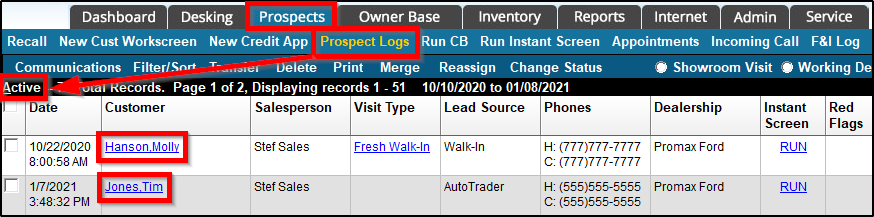 Dashboard Desking Prospects Owner Base Inventory Reports Internet Admin Service
Recall New Cust Workscreen New Credit App Prospect Logs Run CB Run Instant Screen Appointments Incoming Call F&I Log
Communications Filter/Sort Transfer Delete Print Merge Reassign Change Status Showroom Visit Working De
Active Total Records. Page 1 of 2, Displaying records 1 - 51 10/10/2020 to 01/08/2021
Date Customer Salesperson Visit Type Lead Source Phones Dealership Instant Red
Screen Flags
10/22/2020 Hanson,Molly Stef Sales Fresh Walk-In Walk-In H: (777)777-7777 Promax Ford RUN
8:00:58 AM C: (777)777-7777
1/7/2021 Jones,Tim Stef Sales AutoTrader H: (555)555-5555 Promax Ford RUN
3:48:32 PM C: (555)555-5555